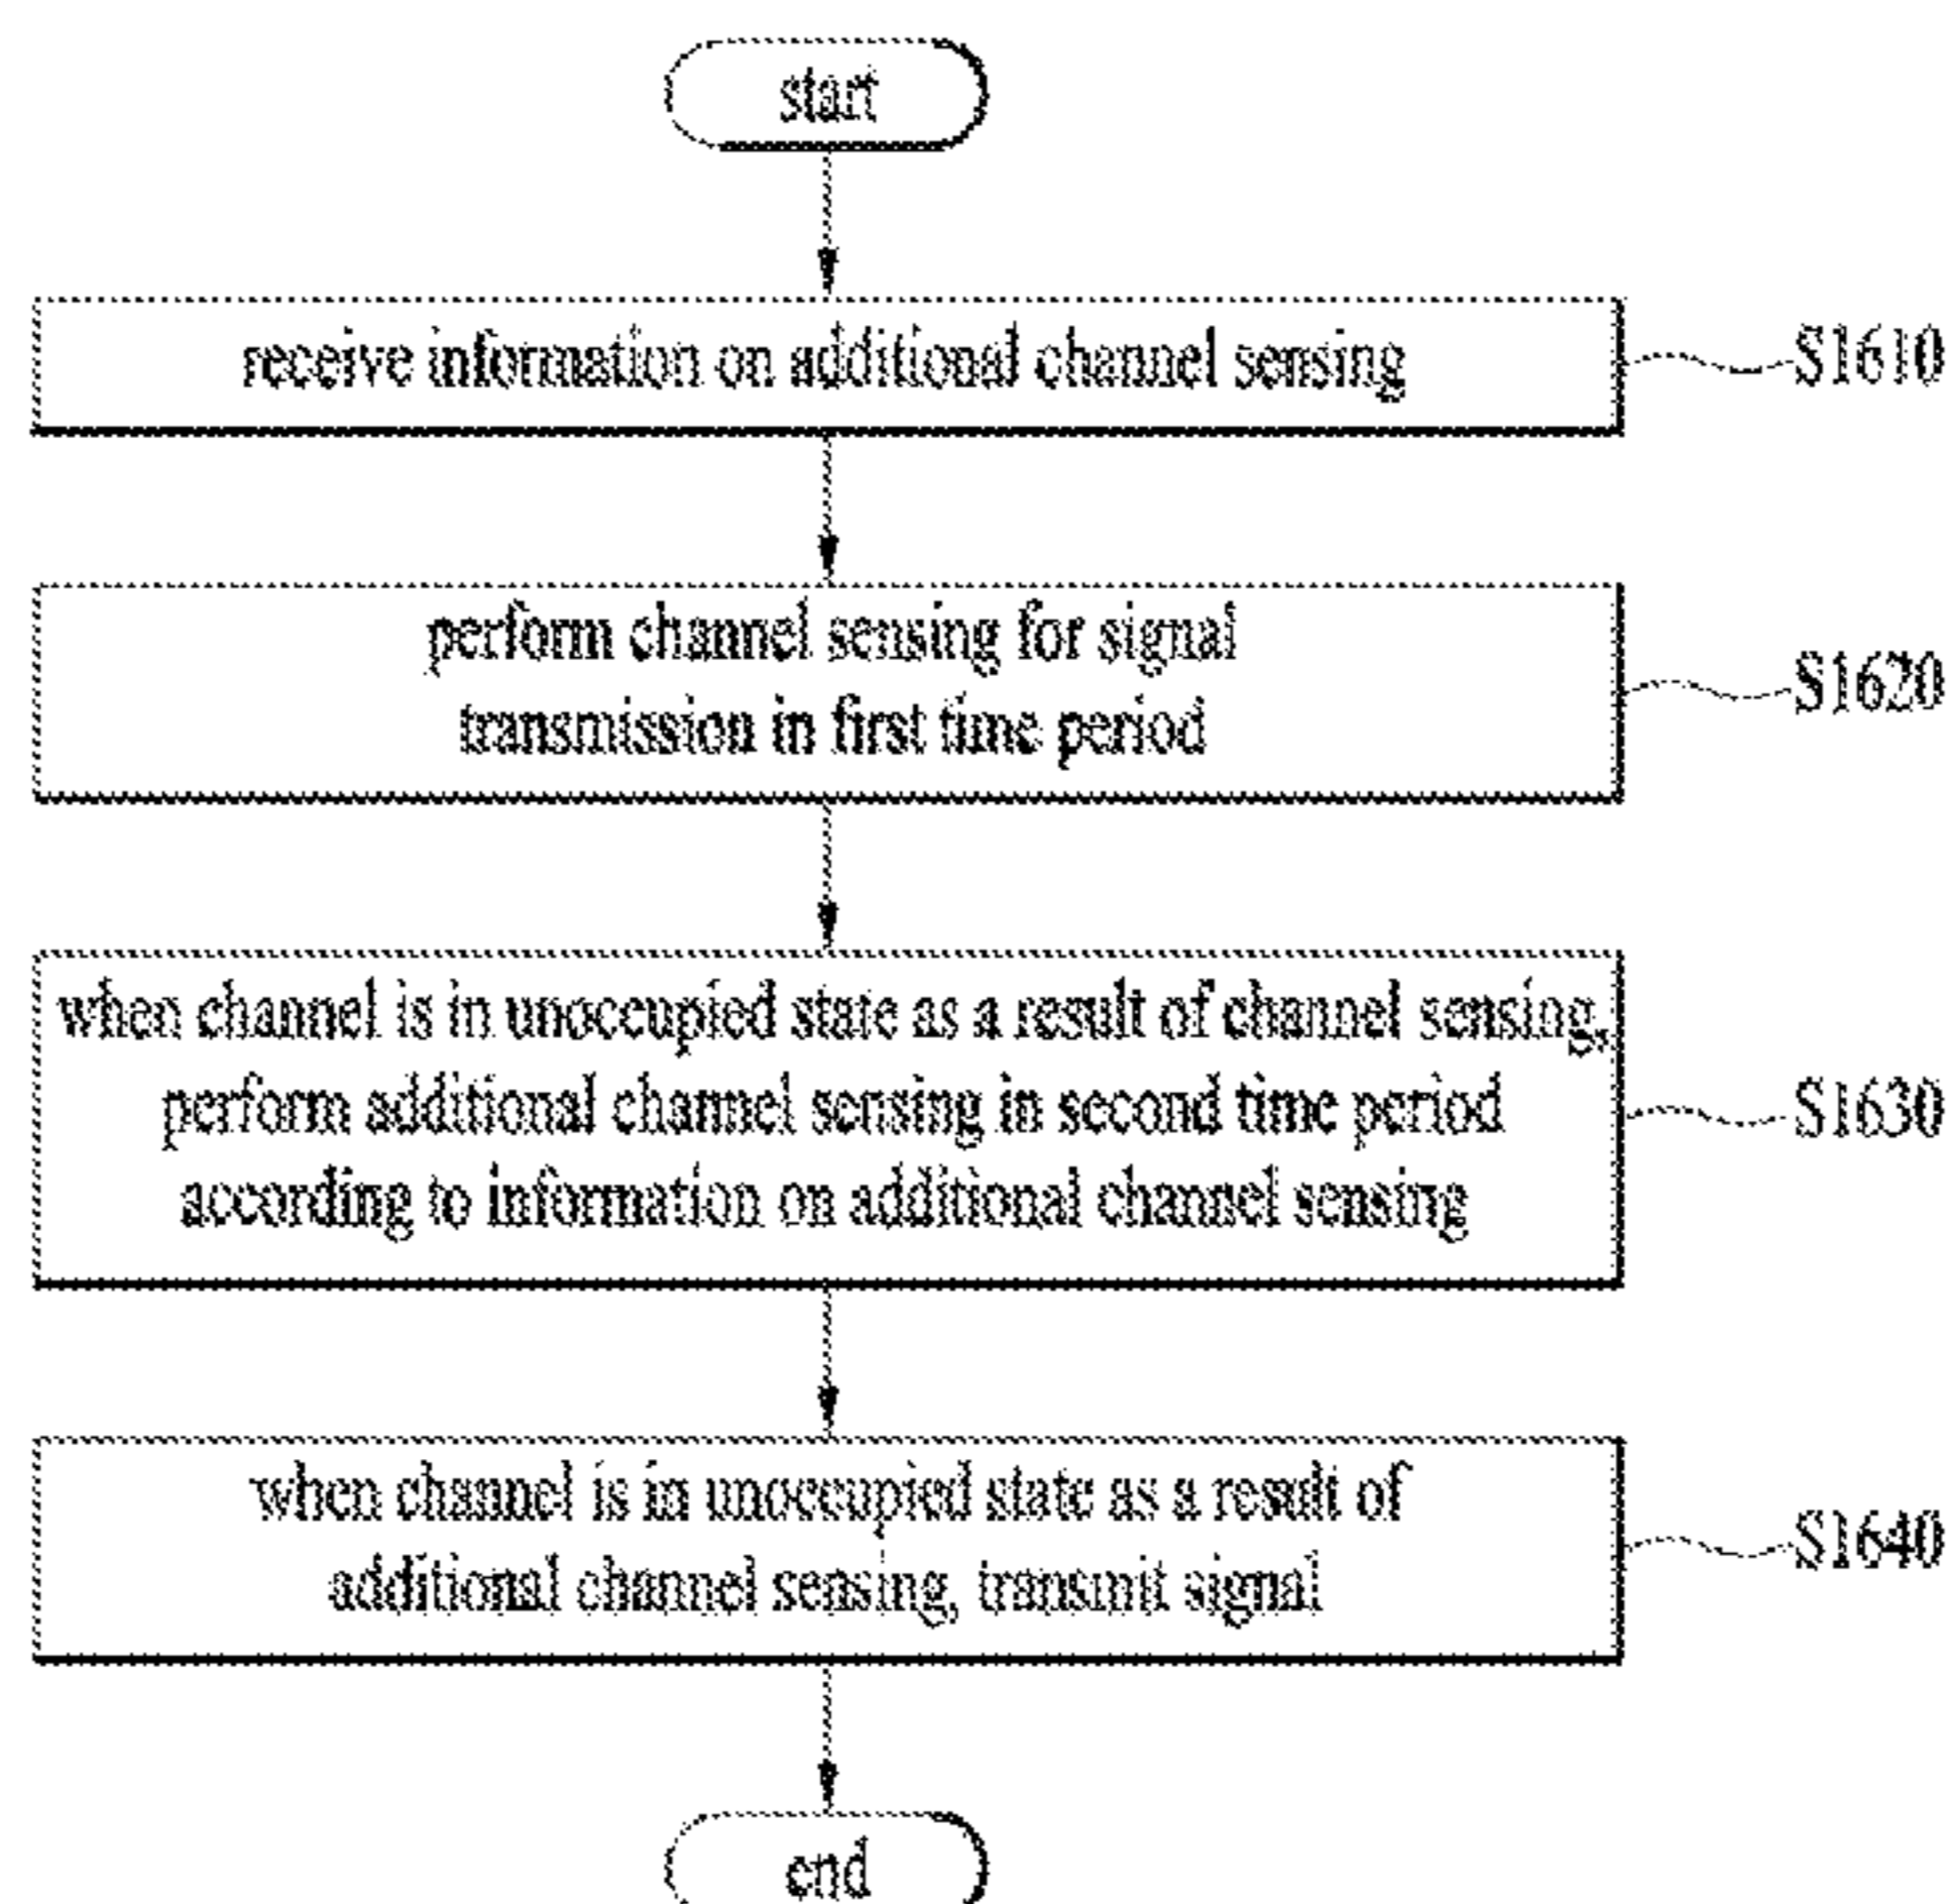 start
receive information on additional channel sensing
S1610
perform channel sensing for signal
transmission in first time period
S1620
when channel is in unoccupied state as a result of channel sensing,
perform additional channel sensing in second time period
according to information on additional channel sensing
S1630
when channel is in unoccupied state as a result of
additional channel sensing, transmit signal
S1640
end